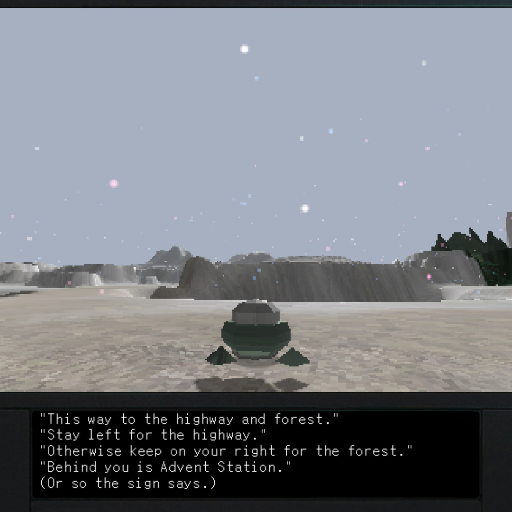 "This way to the highway and forest."
"Stay left for the highway."
"Otherwise keep on your right for the forest."
"Behind you is Advent Station."
(Or so the sign says.)